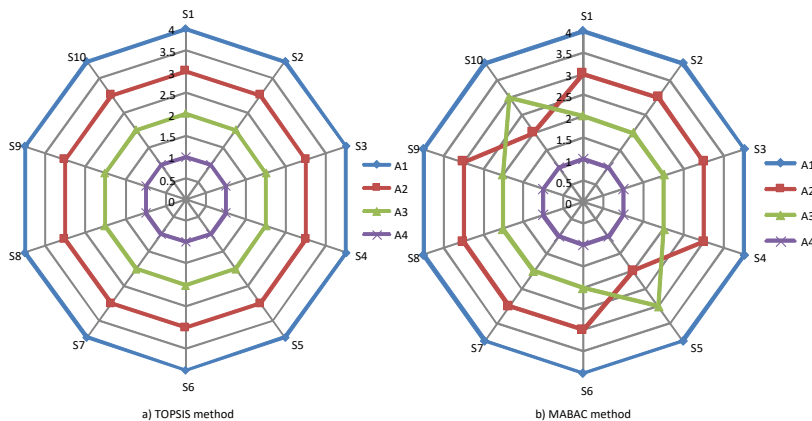 S1
S2
S3
S4
S5
S6
S7
S8
S9
S10
4
3.5
3
2.5
2
1.5
1
0.5
0
A1
A2
A3
A4
a) TOPSIS method
S1
S2
S3
S4
S5
S6
S7
S8
S9
S10
4
3.5
3
2.5
2
1.5
1
0.5
0
A1
A2
A3
A4
b) MABAC method